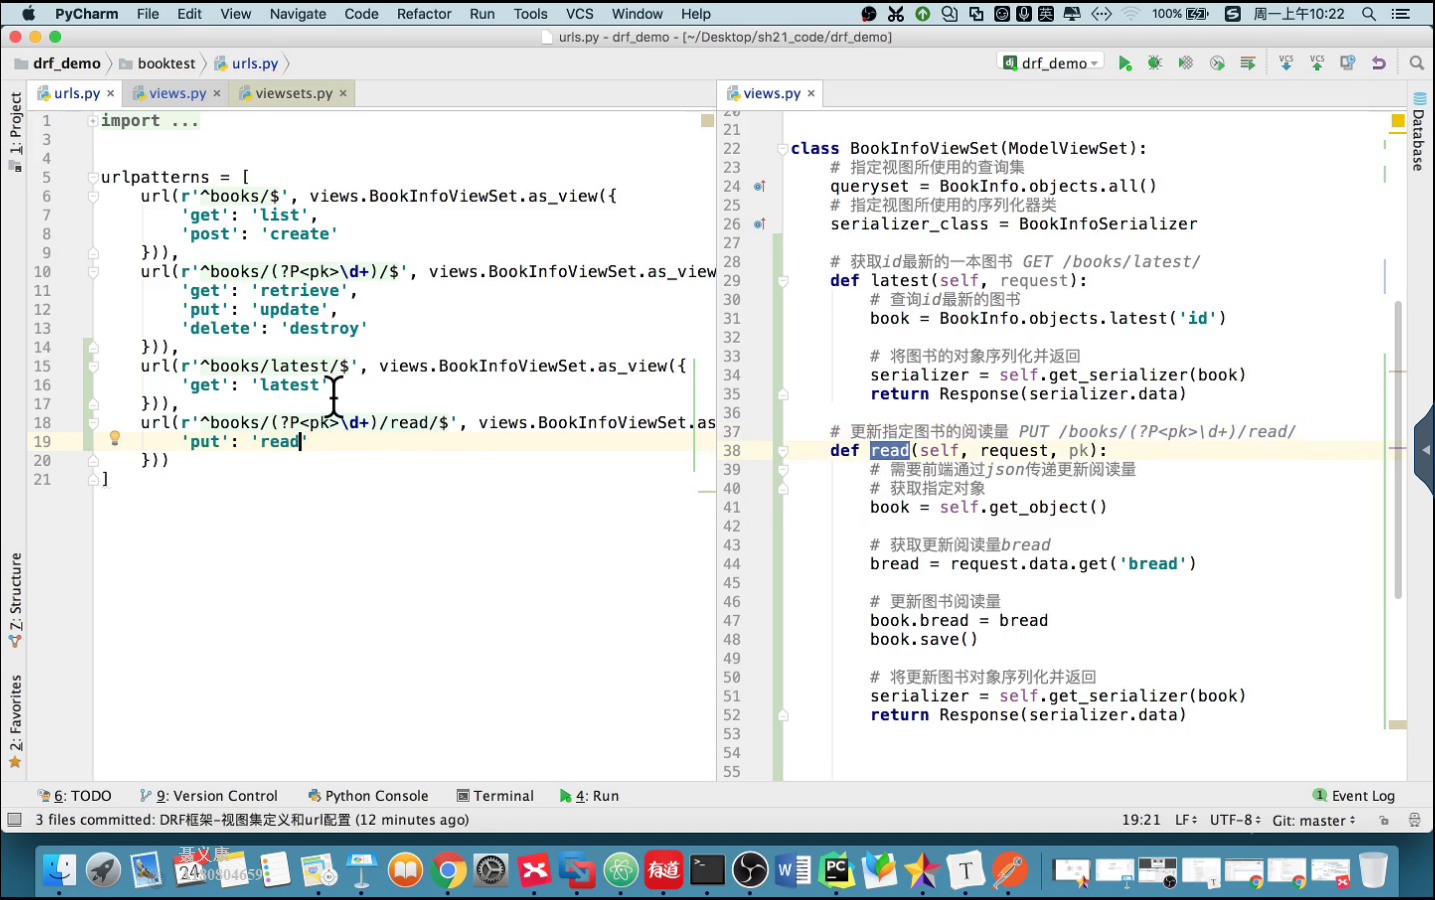 PyCharm File Edit View Navigate Code Refactor Run Tools VCS Window Help 英 100% 周一上午10:22
urls.py - drf_demo - [~/Desktop/sh21_code/drf_demo]
drf_demo booktest urls.py drf_demo VCS VCS
urls.py × views.py × viewsets.py × views.py ×
1: Project
7: Structure
2: Favorites
Database
1 import ...
3
4
5 urlpatterns = [
6 url(r'^books/$', views.BookInfoViewSet.as_view({
7 'get': 'list',
8 'post': 'create'
9 })),
10 url(r'^books/(?P<pk>\d+)/$', views.BookInfoViewSet.as_view
11 'get': 'retrieve',
12 'put': 'update',
13 'delete': 'destroy'
14 })),
15 url(r'^books/latest/$', views.BookInfoViewSet.as_view({
16 'get': 'latest'
17 })),
18 url(r'^books/(?P<pk>\d+)/read/$', views.BookInfoViewSet.as
19 'put': 'read'
20 }))
21 ]
20
21
22 class BookInfoViewSet(ModelViewSet):
23 # 指定视图所使用的查询集
24 queryset = BookInfo.objects.all()
25 # 指定视图所使用的序列化器类
26 serializer_class = BookInfoSerializer
27
28 # 获取id最新的一本图书 GET /books/latest/
29 def latest(self, request):
30 # 查询id最新的图书
31 book = BookInfo.objects.latest('id')
32
33 # 将图书的对象序列化并返回
34 serializer = self.get_serializer(book)
35 return Response(serializer.data)
36
37 # 更新指定图书的阅读量 PUT /books/(?P<pk>\d+)/read/
38 def read(self, request, pk):
39 # 需要前端通过json传递更新阅读量
40 # 获取指定对象
41 book = self.get_object()
42
43 # 获取更新阅读量bread
44 bread = request.data.get('bread')
45
46 # 更新图书阅读量
47 book.bread = bread
48 book.save()
49
50 # 将更新图书对象序列化并返回
51 serializer = self.get_serializer(book)
52 return Response(serializer.data)
53
54
55
6: TODO 9: Version Control Python Console Terminal 4: Run 1 Event Log
3 files committed: DRF框架-视图集定义和url配置 (12 minutes ago) 19:21 LF UTF-8 Git: master
聂义康
有道